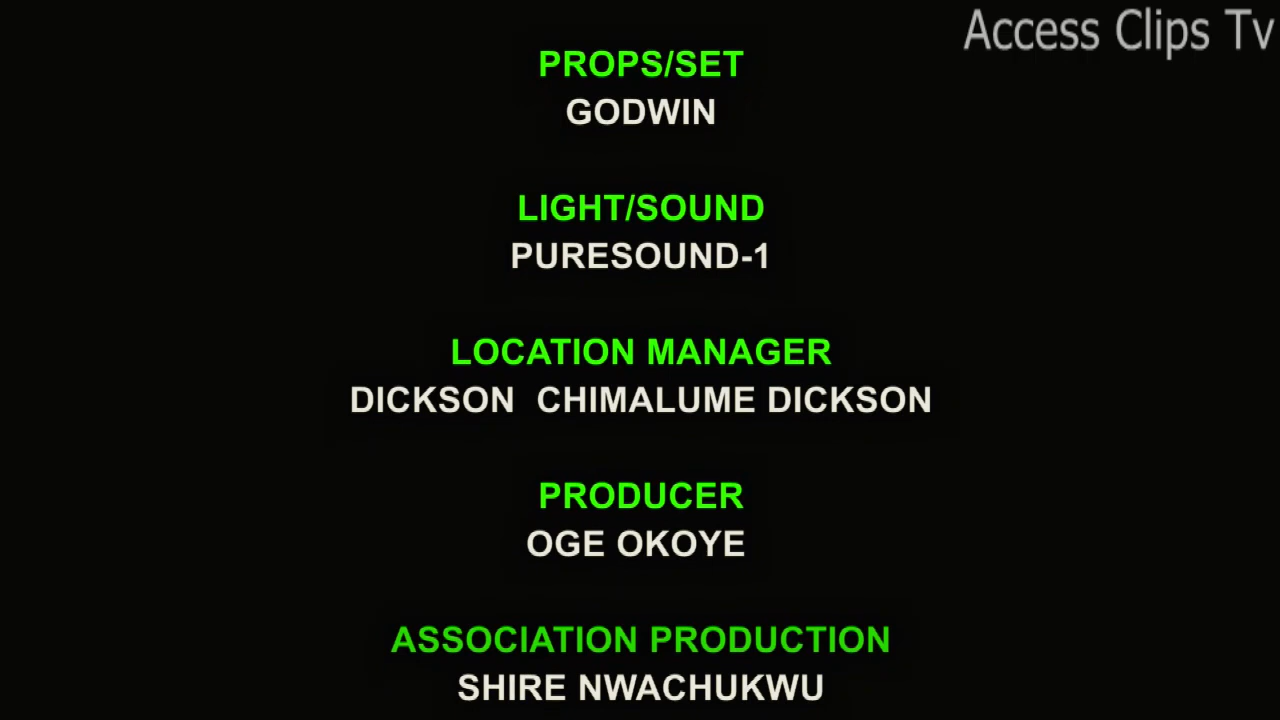 Access Clips Tv
PROPS/SET
GODWIN
LIGHT/SOUND
PURESOUND-1
LOCATION MANAGER
DICKSON  CHIMALUME DICKSON
PRODUCER
OGE OKOYE
ASSOCIATION PRODUCTION
SHIRE NWACHUKWU